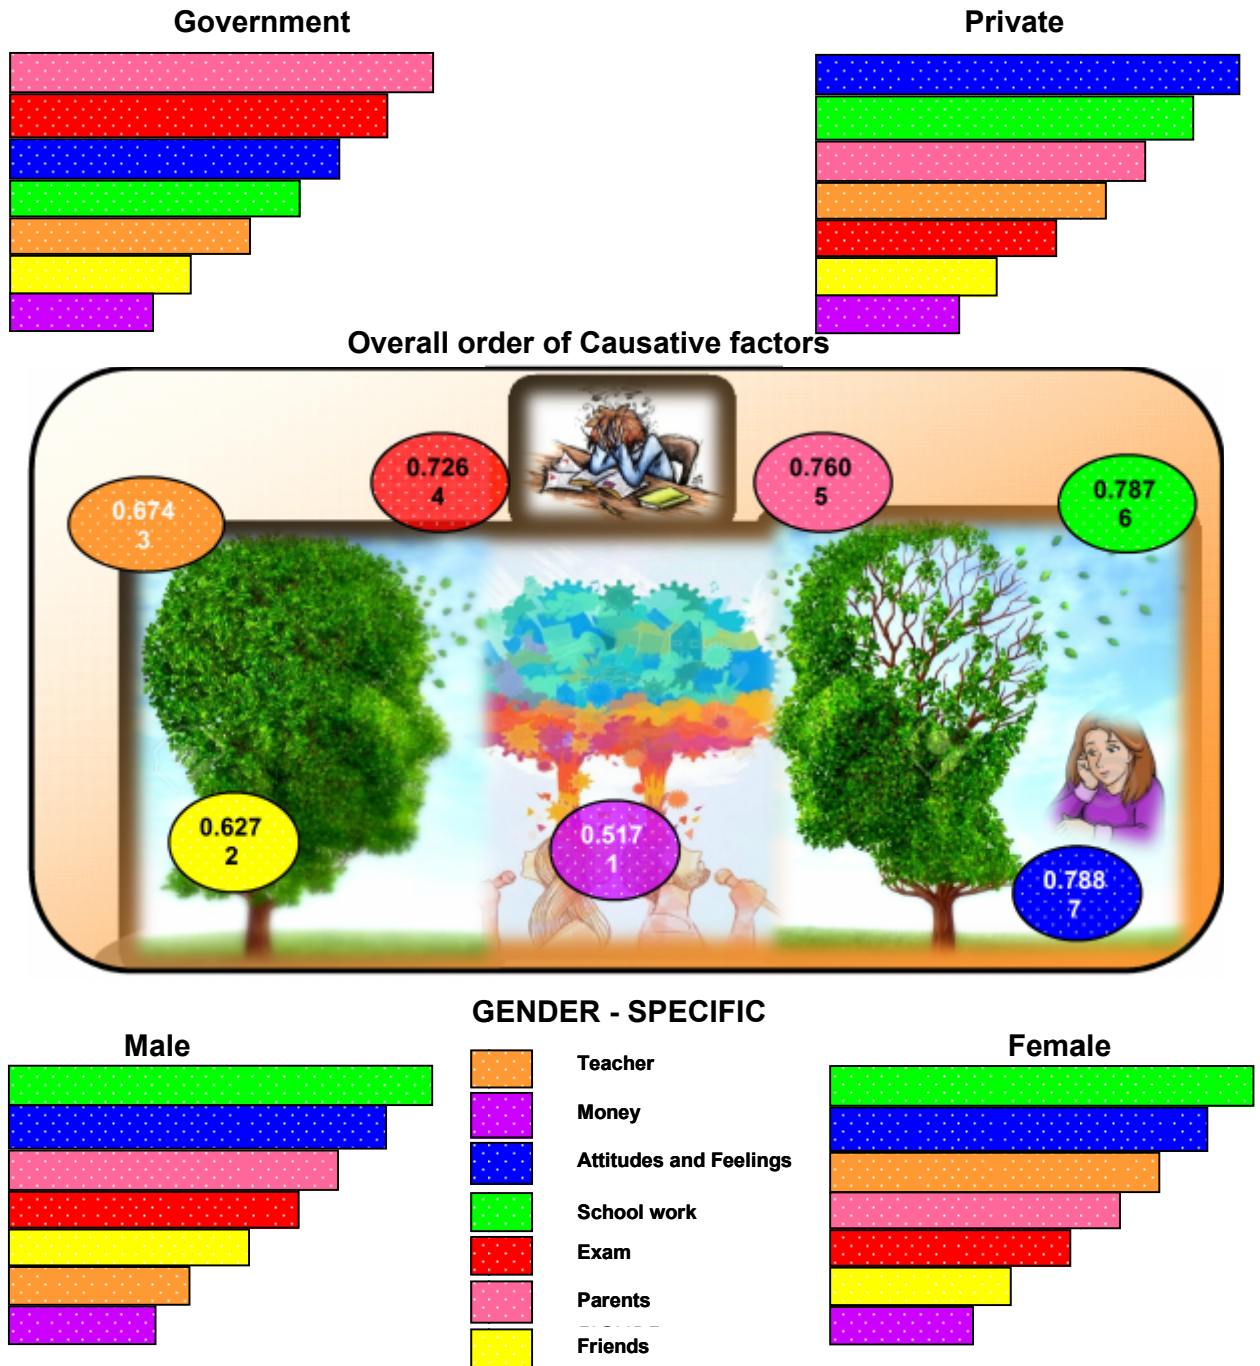 Government
Private
Overall order of Causative factors
0.726
4
0.760
5
0.787
6
0.674
3
0.627
2
0.517
1
0.788
7
GENDER - SPECIFIC
Male
Female
Teacher
Money
Attitudes and Feelings
School work
Exam
Parents
Friends